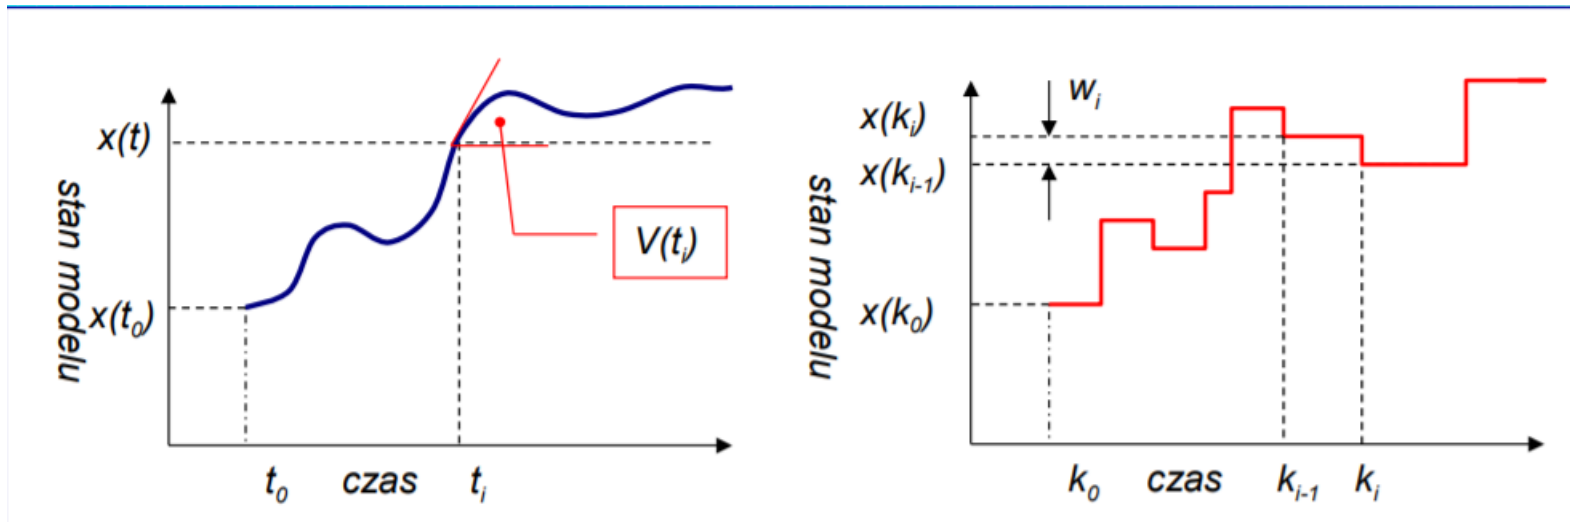 x(t)
stan modelu
x(t₀)
V(tᵢ)
t₀ czas tᵢ
wᵢ
x(kᵢ)
x(kᵢ₋₁)
stan modelu
x(k₀)
k₀ czas kᵢ₋₁ kᵢ